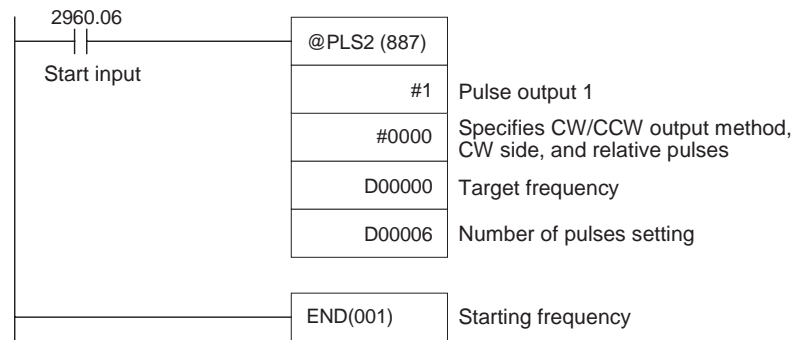 2960.06
@PLS2 (887)
Start input
#1 Pulse output 1
#0000 Specifies CW/CCW output method,
CW side, and relative pulses
D00000 Target frequency
D00006 Number of pulses setting
END(001) Starting frequency